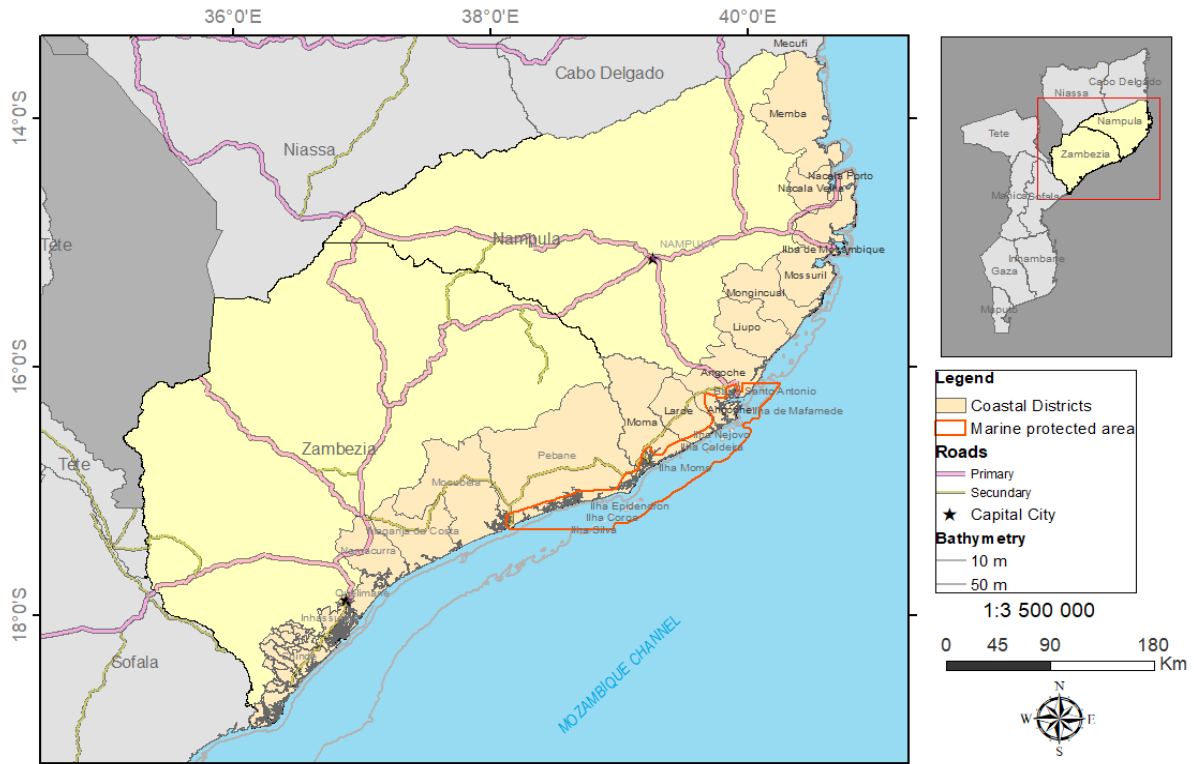 36°0'E 38°0'E 40°0'E
14°0'S
16°0'S
18°0'S
Mecufi
Cabo Delgado
Memba
Niassa
Nacala Porto
Nacala Velha
Tete
Nampula
NAMPULA
Ilha de Moçambique
Mossuril
Mongincual
Liupo
Angoche
Santo Antonio
Larde
Angoche
Ilha de Mafamede
Moma
Ilha Nejovo
Ilha Caldeira
Zambezia
Pebane
Tete
Ilha Moma
Mocubela
Ilha Epidendron
Ilha Coroa
Maganja da Costa
Ilha Silva
Namacurra
Quelimane
Sofala
MOZAMBIQUE CHANNEL
Cabo Delgado
Niassa
Nampula
Tete
Zambezia
Manica
Sofala
Inhambane
Gaza
Maputo
Legend
Coastal Districts
Marine protected area
Roads
Primary
Secundary
Capital City
Bathymetry
10 m
50 m
1:3 500 000
0 45 90 180
Km
N
W E
S